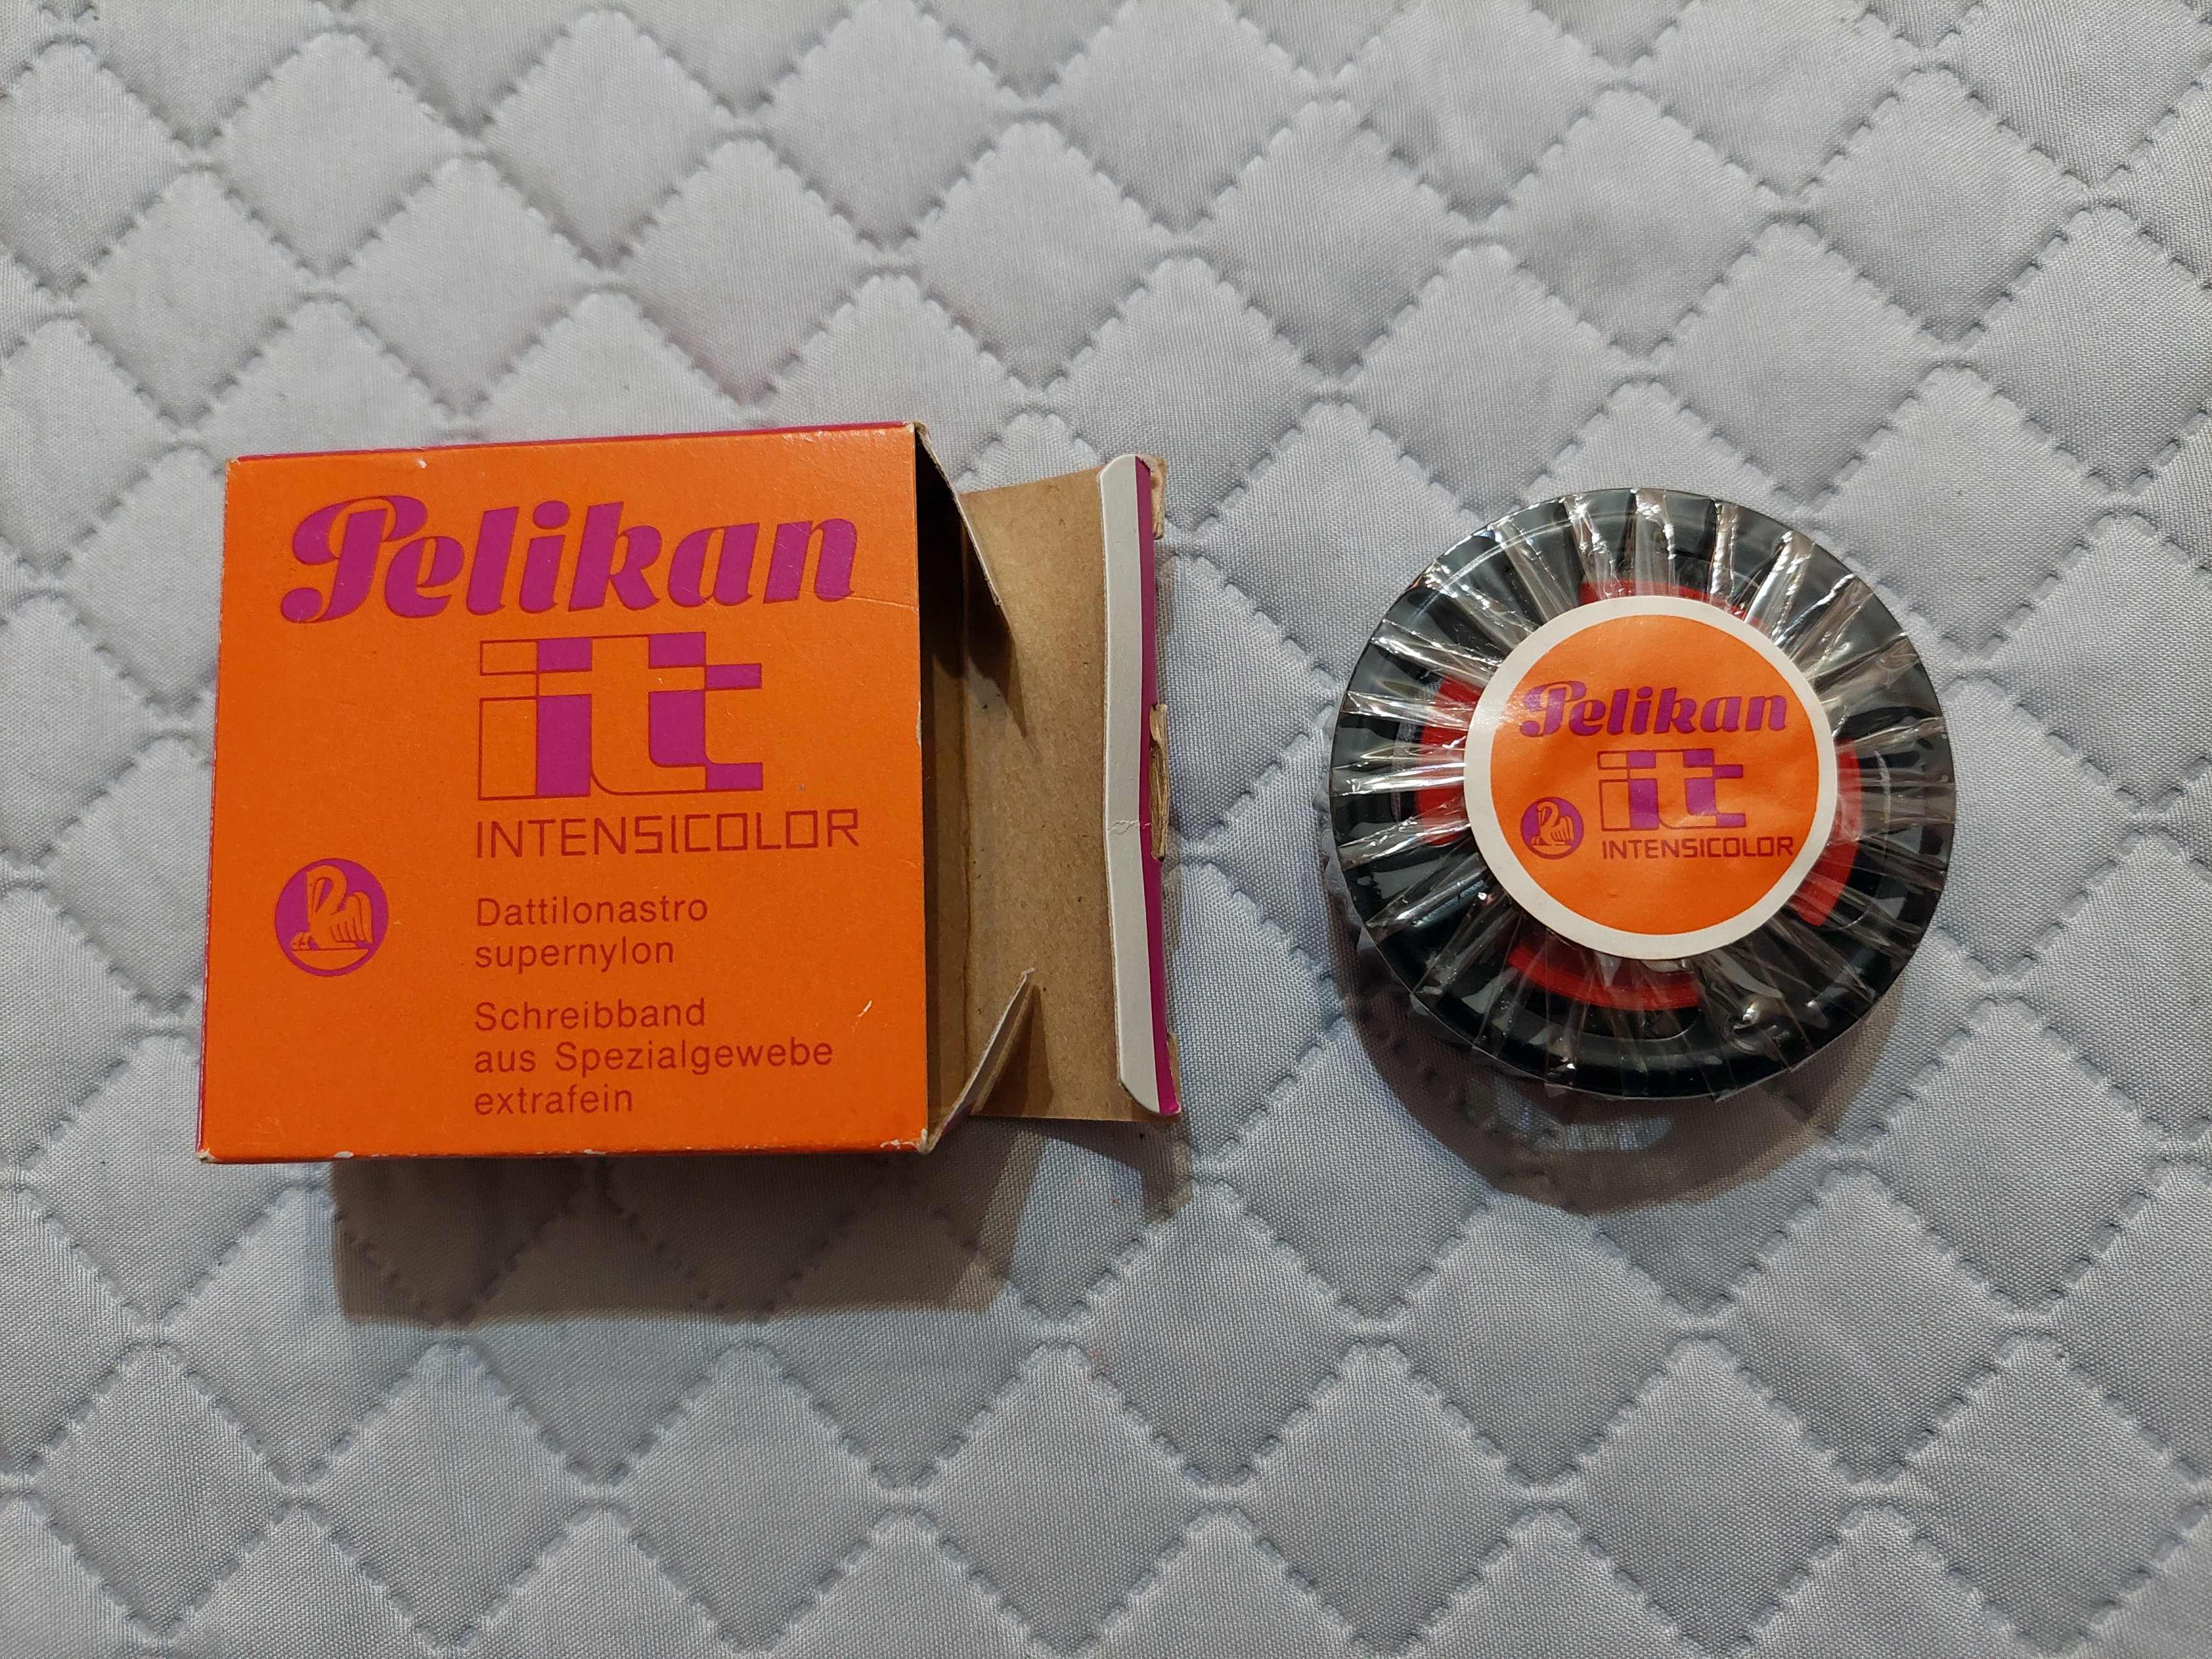 Pelikan
it
INTENSICOLOR
Dattilonastro
supernylon
Schreibband
aus Spezialgewebe
extrafein
Pelikan
it
INTENSICOLOR